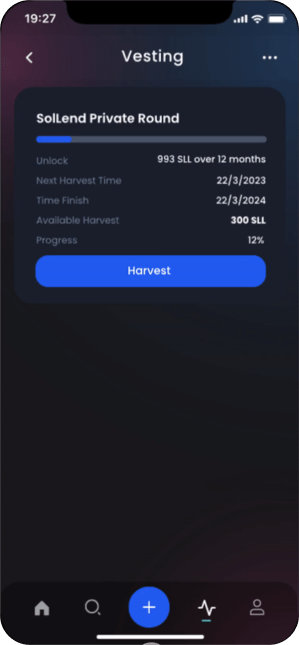 19:27
Vesting
SolLend Private Round
Unlock 993 SLL over 12 months
Next Harvest Time 22/3/2023
Time Finish 22/3/2024
Available Harvest 300 SLL
Progress 12%
Harvest